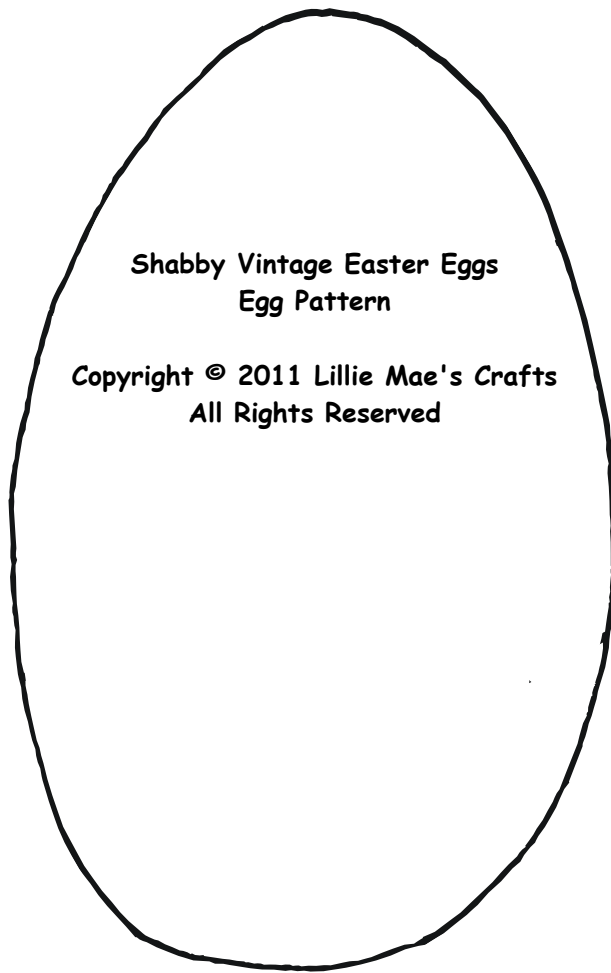 Shabby Vintage Easter Eggs
Egg Pattern
Copyright © 2011 Lillie Mae's Crafts
All Rights Reserved